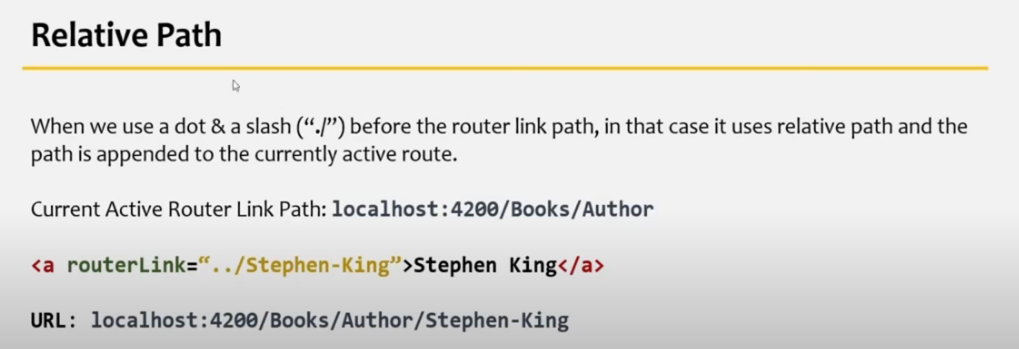 Relative Path
When we use a dot & a slash (“./”) before the router link path, in that case it uses relative path and the
path is appended to the currently active route.
Current Active Router Link Path: localhost:4200/Books/Author
<a routerLink=“../Stephen-King”>Stephen King</a>
URL: localhost:4200/Books/Author/Stephen-King